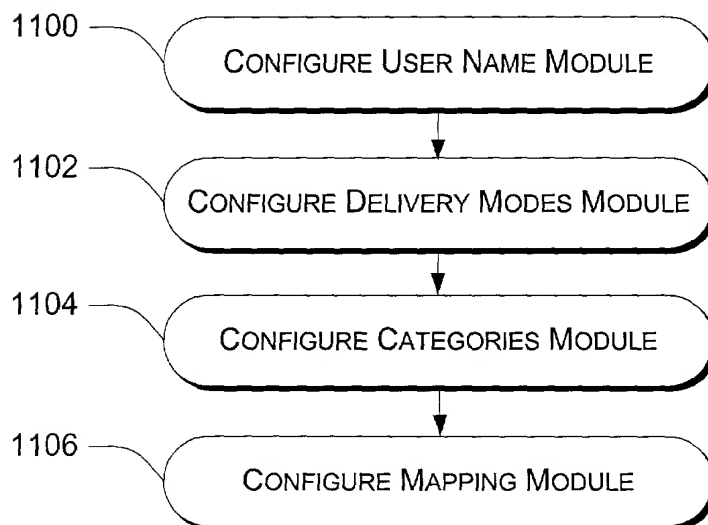 1100
CONFIGURE USER NAME MODULE
1102
CONFIGURE DELIVERY MODES MODULE
1104
CONFIGURE CATEGORIES MODULE
1106
CONFIGURE MAPPING MODULE